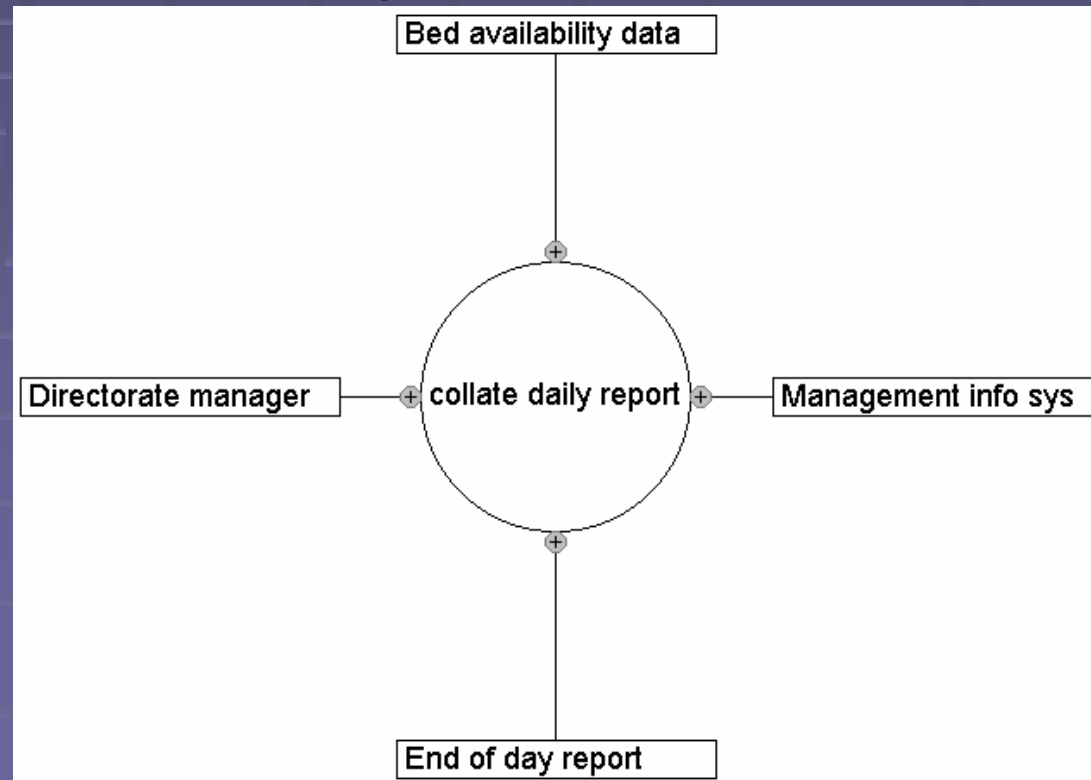 Bed availability data
Directorate manager
collate daily report
Management info sys
End of day report